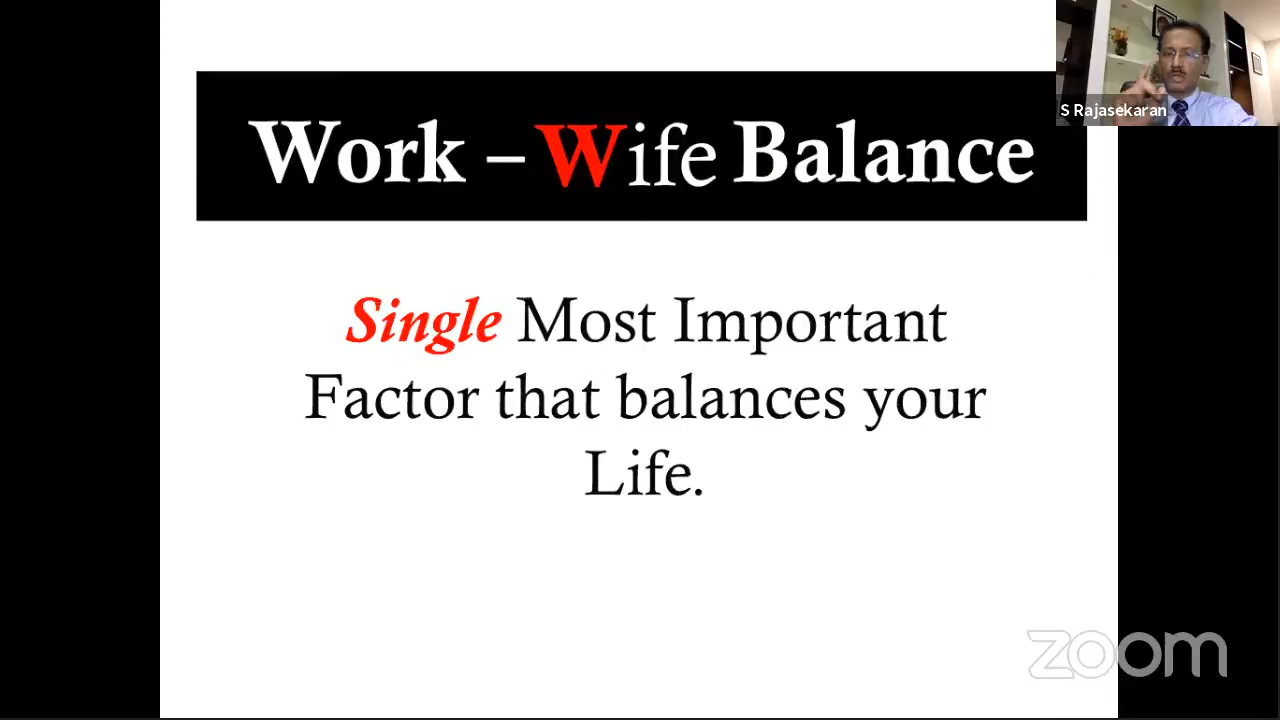 S Rajasekaran
Work – Wife Balance
Single Most Important
Factor that balances your
Life.
zoom